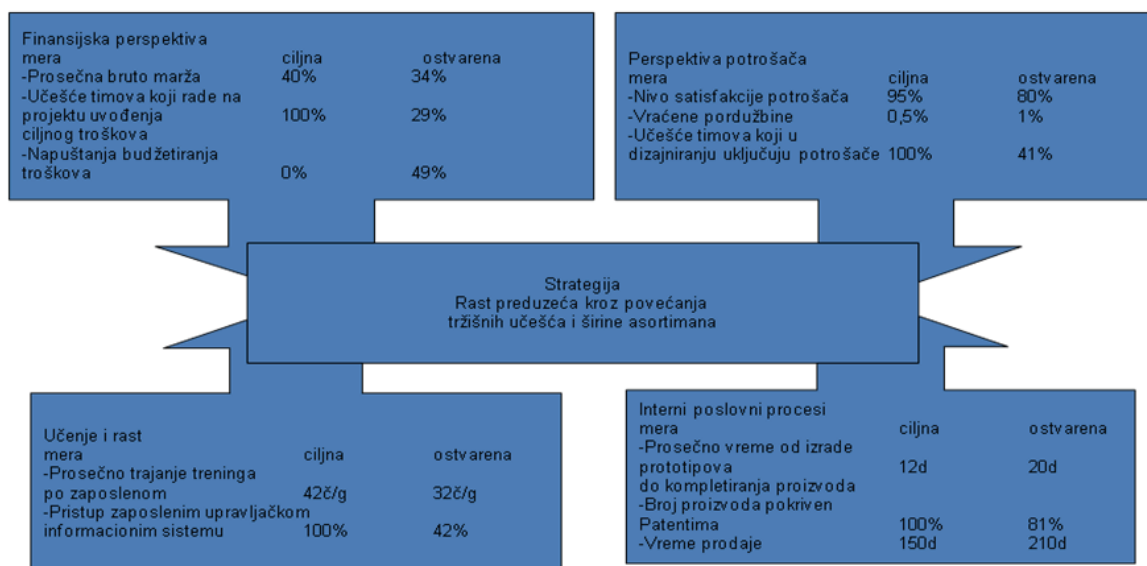 Finansijska perspektiva
mera ciljna ostvarena
-Prosečna bruto marža 40% 34%
-Učešće timova koji rade na
projektu uvođenja 100% 29%
ciljnog troškova
-Napuštanja budžetiranja
troškova 0% 49%
Perspektiva potrošača
mera ciljna ostvarena
-Nivo satisfakcije potrošača 95% 80%
-Vraćene pordužbine 0,5% 1%
-Učešće timova koji u
dizajniranju uključuju potrošače 100% 41%
Strategija
Rast preduzeća kroz povećanja
tržišnih učešća i širine asortimana
Učenje i rast
mera ciljna ostvarena
-Prosečno trajanje treninga
po zaposlenom 42č/g 32č/g
-Pristup zaposlenim upravljačkom
informacionim sistemu 100% 42%
Interni poslovni procesi
mera ciljna ostvarena
-Prosečno vreme od izrade
prototipova 12d 20d
do kompletiranja proizvoda
-Broj proizvoda pokriven
Patentima 100% 81%
-Vreme prodaje 150d 210d